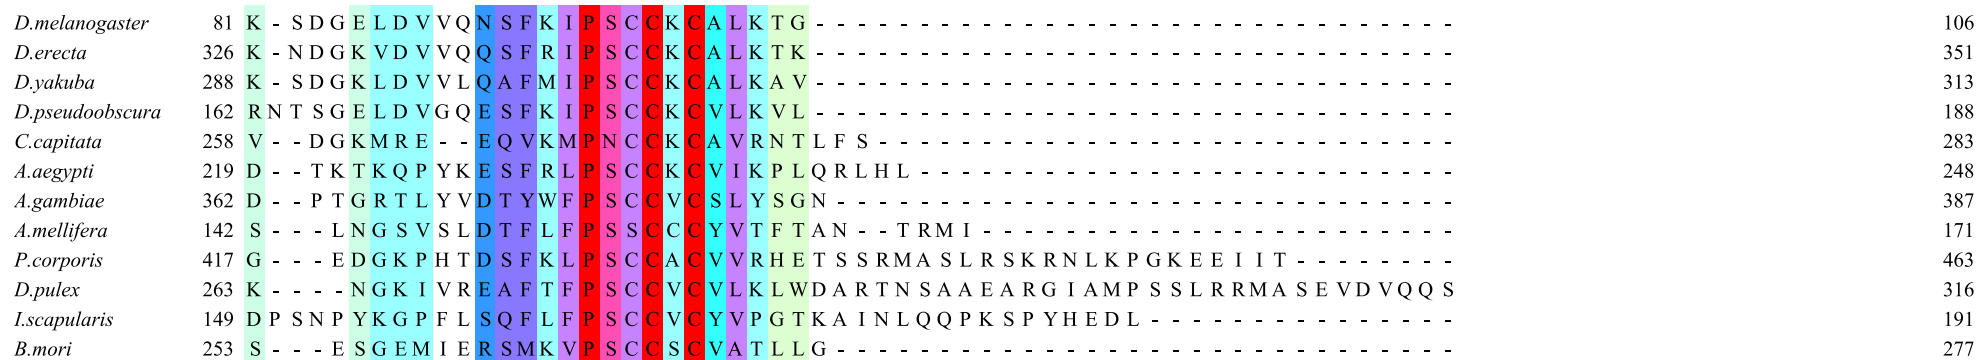 D.melanogaster 81 K - S D G E L D V V Q N S F K I P S C C K C A L K T G - - - - - - - - - - - - - - - - - - - - - - - - - - - - - - - 106
D.erecta 326 K - N D G K V D V V Q Q S F R I P S C C K C A L K T K - - - - - - - - - - - - - - - - - - - - - - - - - - - - - - - 351
D.yakuba 288 K - S D G K L D V V L Q A F M I P S C C K C A L K A V - - - - - - - - - - - - - - - - - - - - - - - - - - - - - - - 313
D.pseudoobscura 162 R N T S G E L D V G Q E S F K I P S C C K C V L K V L - - - - - - - - - - - - - - - - - - - - - - - - - - - - - - - 188
C.capitata 258 V - - D G K M R E - - E Q V K M P N C C K C A V R N T L F S - - - - - - - - - - - - - - - - - - - - - - - - - - - - 283
A.aegypti 219 D - - T K T K Q P Y K E S F R L P S C C K C V I K P L Q R L H L - - - - - - - - - - - - - - - - - - - - - - - - - - 248
A.gambiae 362 D - - P T G R T L Y V D T Y W F P S C C V C S L Y S G N - - - - - - - - - - - - - - - - - - - - - - - - - - - - - - 387
A.mellifera 142 S - - - L N G S V S L D T F L F P S S C C C Y V T F T A N - - T R M I - - - - - - - - - - - - - - - - - - - - - - - 171
P.corporis 417 G - - - E D G K P H T D S F K L P S C C A C V V R H E T S S R M A S L R S K R N L K P G K E E I I T - - - - - - - - 463
D.pulex 263 K - - - - N G K I V R E A F T F P S C C V C V L K L W D A R T N S A A E A R G I A M P S S L R R M A S E V D V Q Q S 316
I.scapularis 149 D P S N P Y K G P F L S Q F L F P S C C V C Y V P G T K A I N L Q Q P K S P Y H E D L - - - - - - - - - - - - - - - 191
B.mori 253 S - - - E S G E M I E R S M K V P S C C S C V A T L L G - - - - - - - - - - - - - - - - - - - - - - - - - - - - - - 277